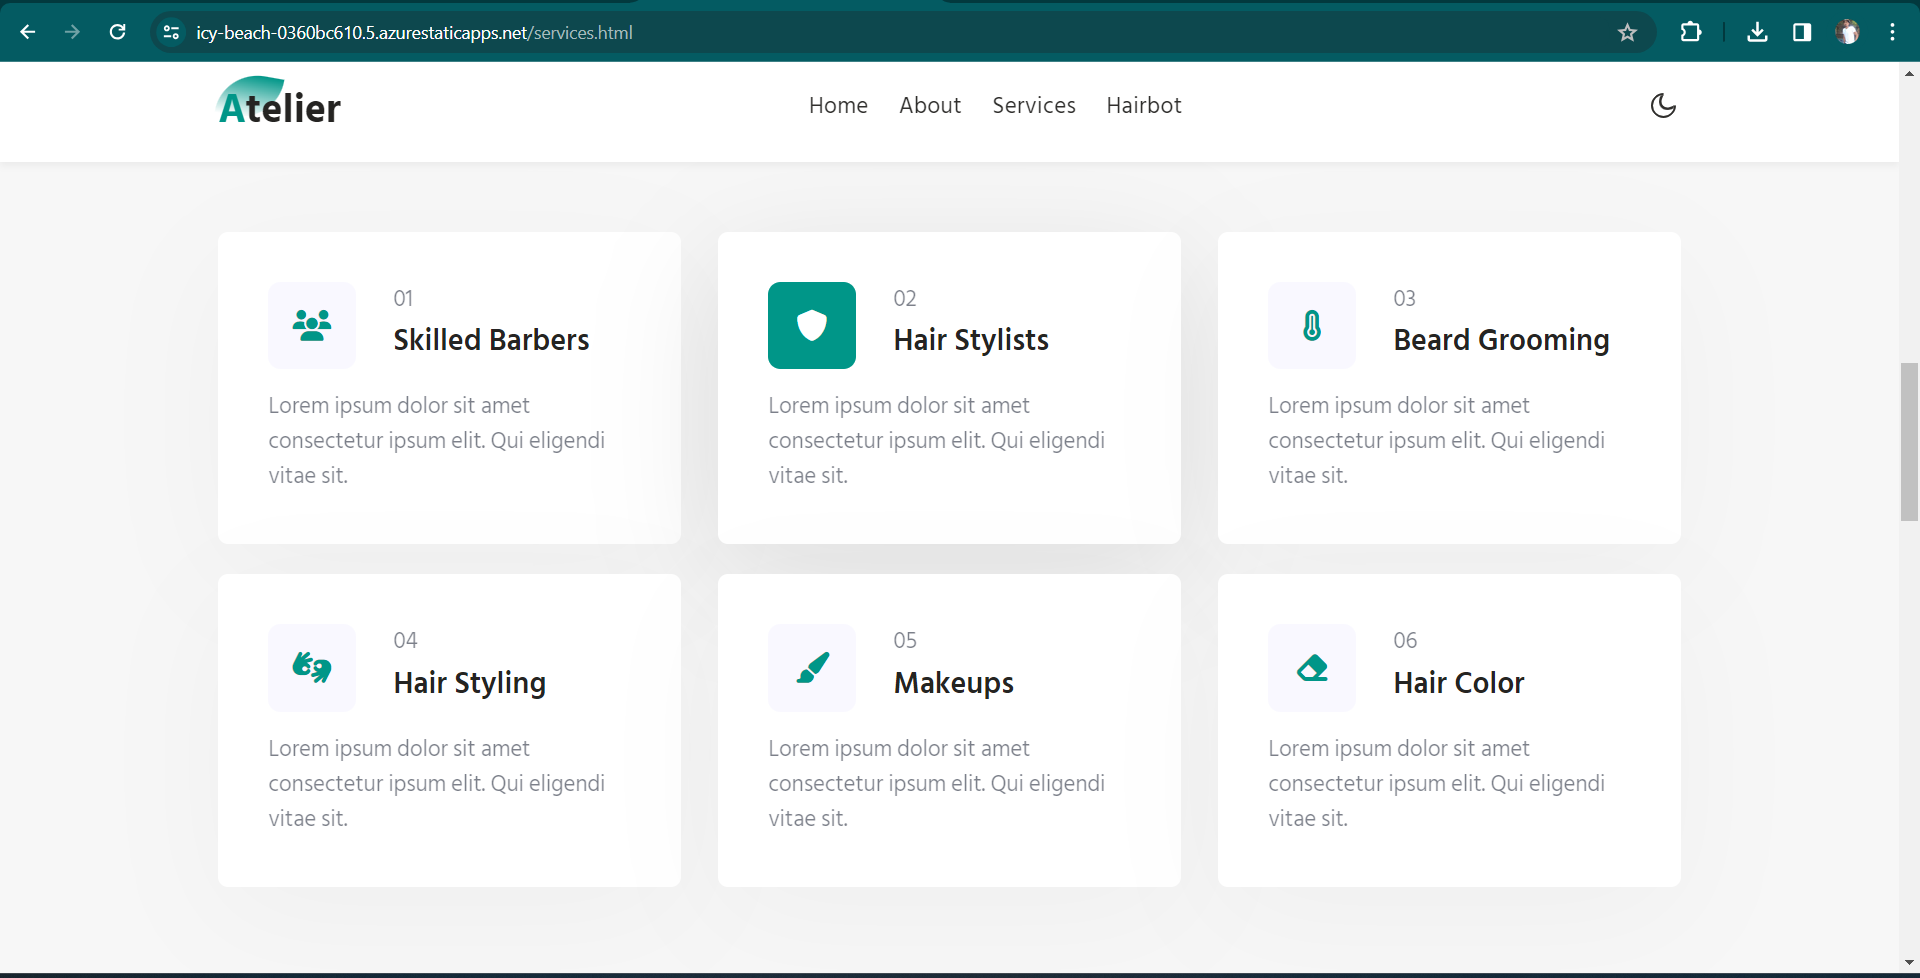 icy-beach-0360bc610.5.azurestaticapps.net/services.html
Atelier
Home About Services Hairbot
01
Skilled Barbers
Lorem ipsum dolor sit amet
consectetur ipsum elit. Qui eligendi
vitae sit.
02
Hair Stylists
Lorem ipsum dolor sit amet
consectetur ipsum elit. Qui eligendi
vitae sit.
03
Beard Grooming
Lorem ipsum dolor sit amet
consectetur ipsum elit. Qui eligendi
vitae sit.
04
Hair Styling
Lorem ipsum dolor sit amet
consectetur ipsum elit. Qui eligendi
vitae sit.
05
Makeups
Lorem ipsum dolor sit amet
consectetur ipsum elit. Qui eligendi
vitae sit.
06
Hair Color
Lorem ipsum dolor sit amet
consectetur ipsum elit. Qui eligendi
vitae sit.